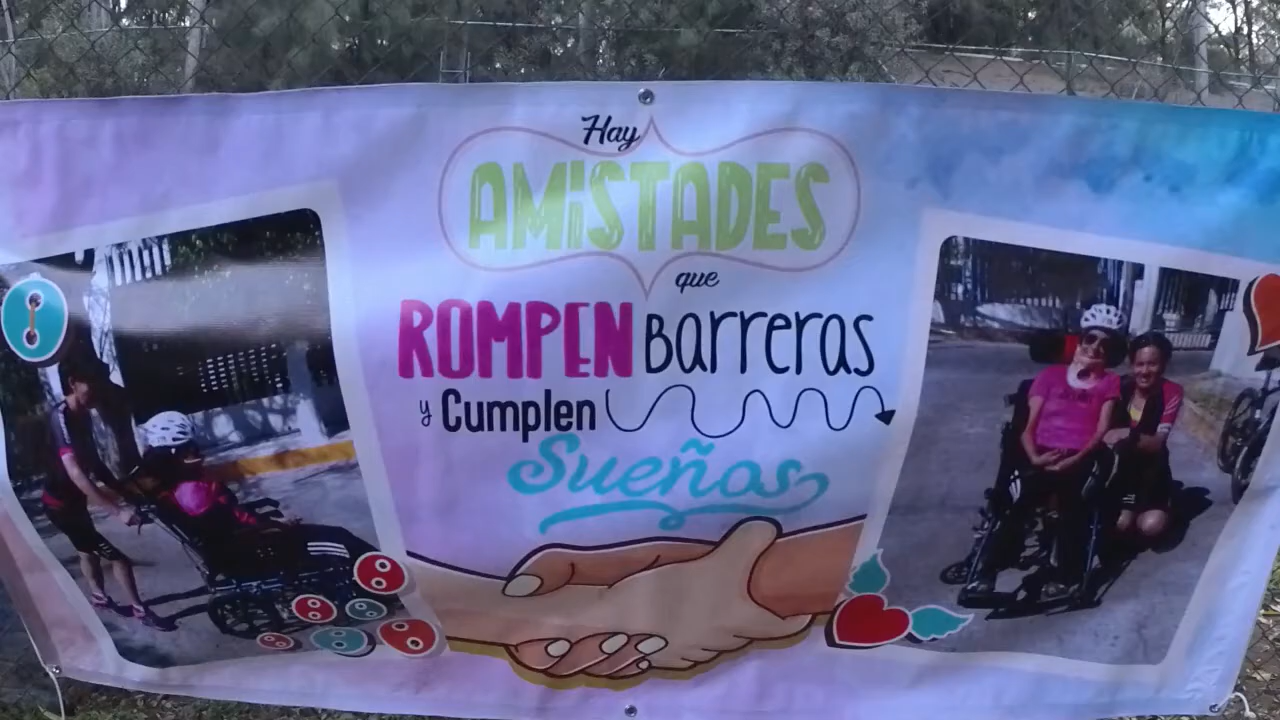 Hay
AMiSTADES
que
ROMPEN Barreras
y Cumplen
Sueños